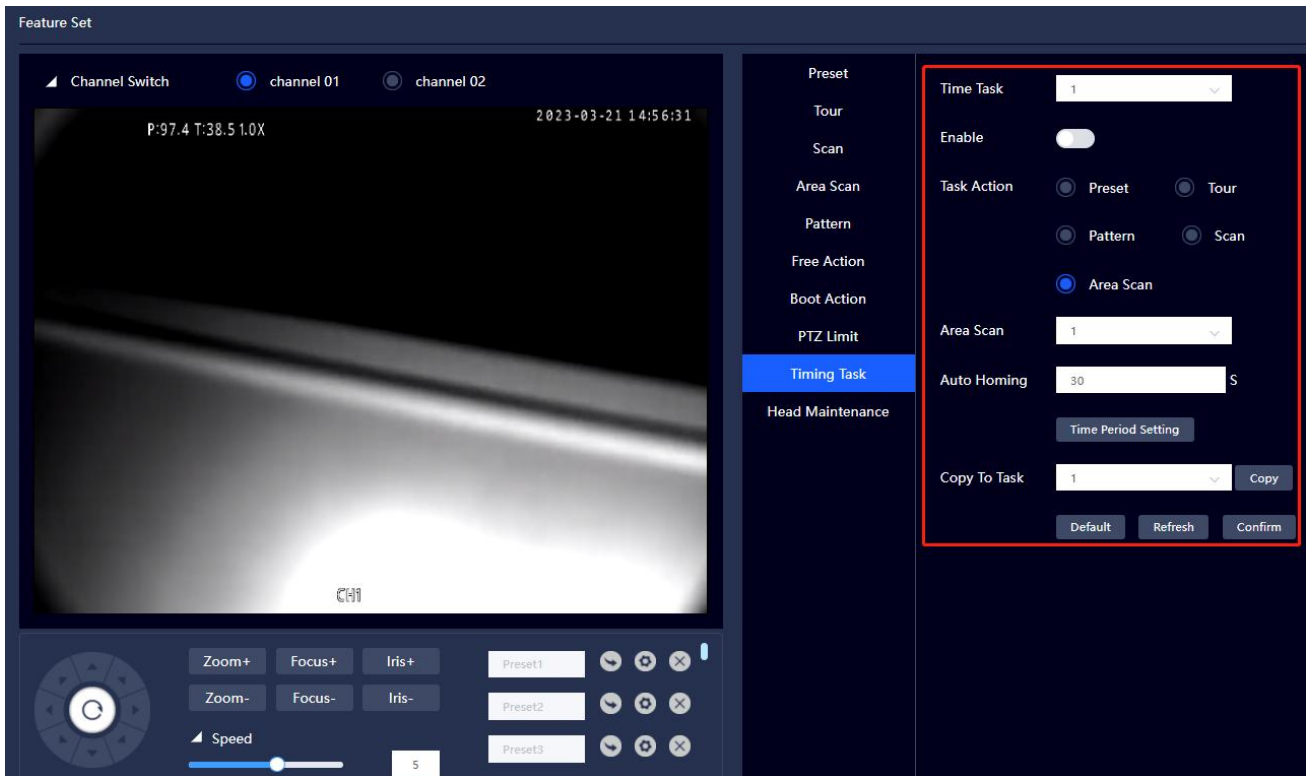 Feature Set
Channel Switch channel 01 channel 02
P:97.4 T:38.5 1.0X 2023-03-21 14:56:31
CH1
Zoom+ Focus+ Iris+
Zoom- Focus- Iris-
Speed
5
Preset1
Preset2
Preset3
Preset
Tour
Scan
Area Scan
Pattern
Free Action
Boot Action
PTZ Limit
Timing Task
Head Maintenance
Time Task 1
Enable
Task Action Preset Tour
Pattern Scan
Area Scan
Area Scan 1
Auto Homing 30 S
Time Period Setting
Copy To Task 1 Copy
Default Refresh Confirm